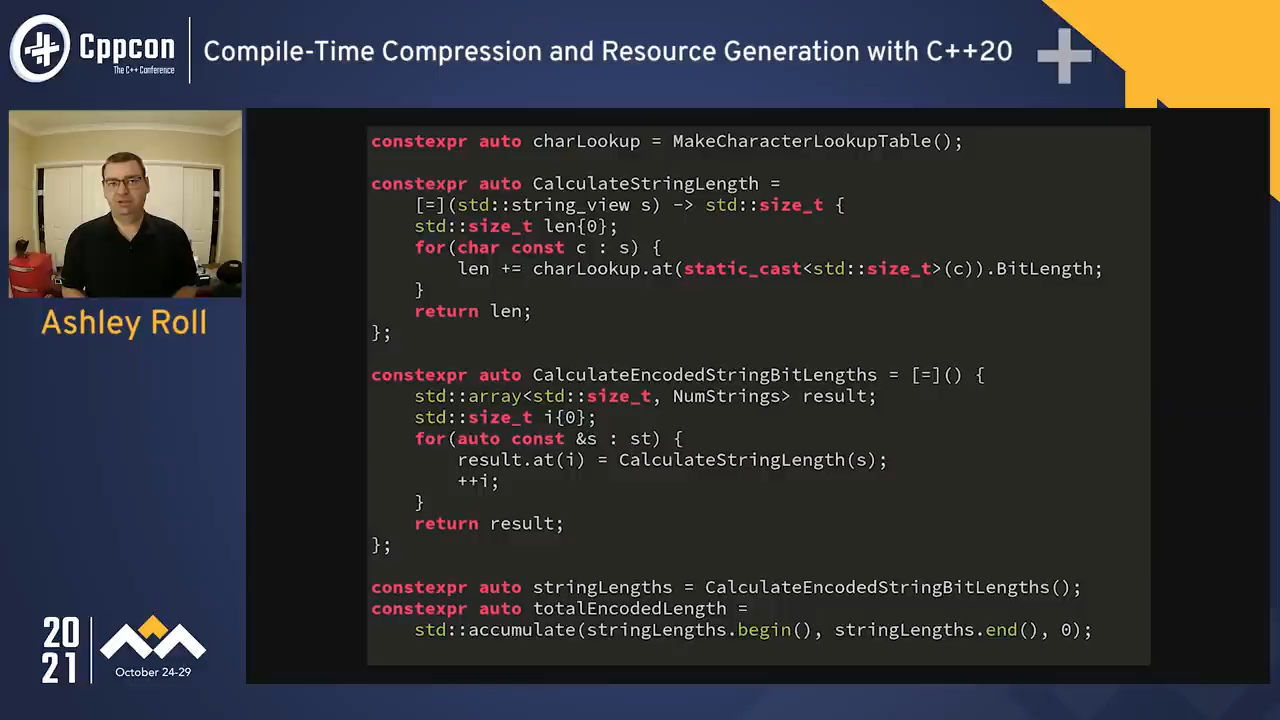 Cppcon
The C++ Conference
Compile-Time Compression and Resource Generation with C++20
Ashley Roll
constexpr auto charLookup = MakeCharacterLookupTable();
constexpr auto CalculateStringLength =
    [=](std::string_view s) -> std::size_t {
    std::size_t len{0};
    for(char const c : s) {
        len += charLookup.at(static_cast<std::size_t>(c)).BitLength;
    }
    return len;
};
constexpr auto CalculateEncodedStringBitLengths = [=]() {
    std::array<std::size_t, NumStrings> result;
    std::size_t i{0};
    for(auto const &s : st) {
        result.at(i) = CalculateStringLength(s);
        ++i;
    }
    return result;
};
constexpr auto stringLengths = CalculateEncodedStringBitLengths();
constexpr auto totalEncodedLength =
    std::accumulate(stringLengths.begin(), stringLengths.end(), 0);
20
21
October 24-29